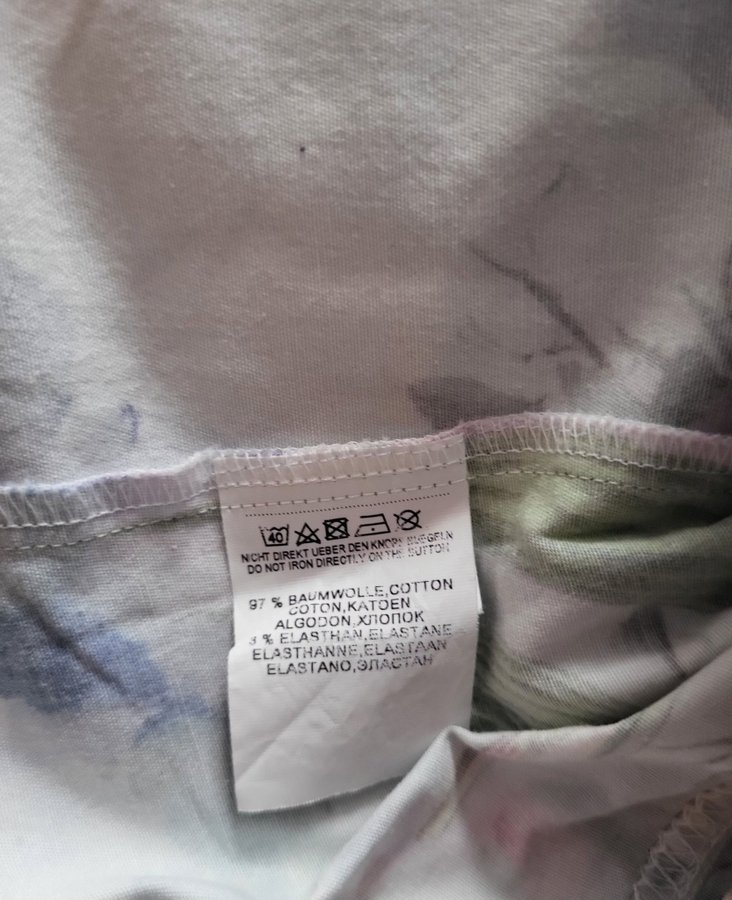 40
NICHT DIREKT UEBER DEN KNOPF BUEGELN
DO NOT IRON DIRECTLY ON THE BUTTON
97 % BAUMWOLLE,COTTON
COTON,KATOEN
ALGODON,ХЛОПОК
3 % ELASTHAN,ELASTANE
ELASTHANNE,ELASTAAN
ELASTANO,ЭЛАСТАН